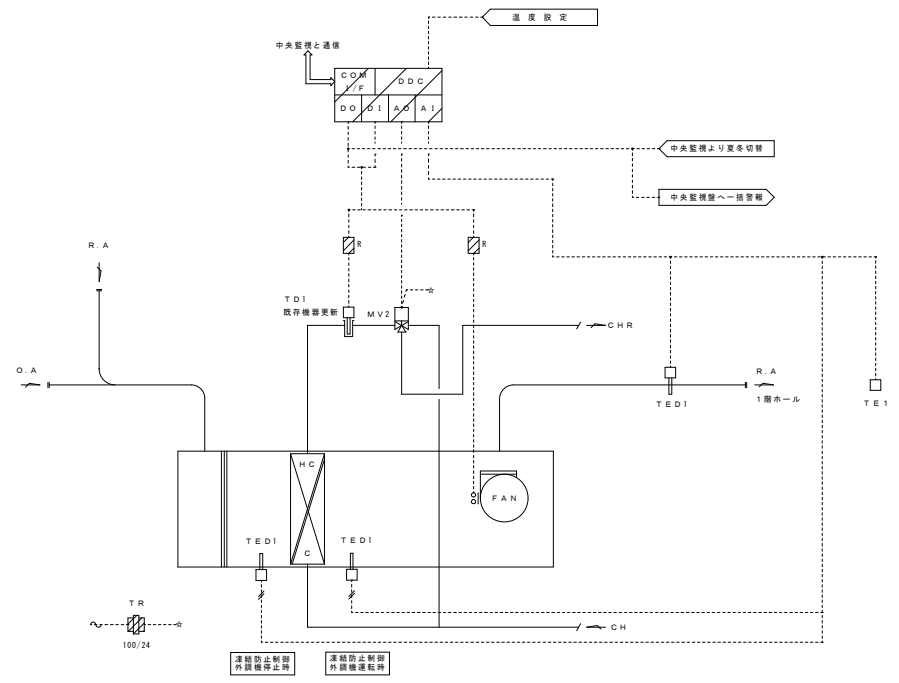 温度設定
中央監視と通信
COM
I/F
DDC
DO
DI
AO
AI
中央監視より夏冬切替
中央監視盤へ一括警報
R.A
R
R
TD1
既存機器更新
MV2
☆
CHR
O.A
R.A
1階ホール
TED1
TE1
HC
FAN
TED1
C
TED1
TR
☆
100/24
CH
凍結防止制御
外調機停止時
凍結防止制御
外調機運転時